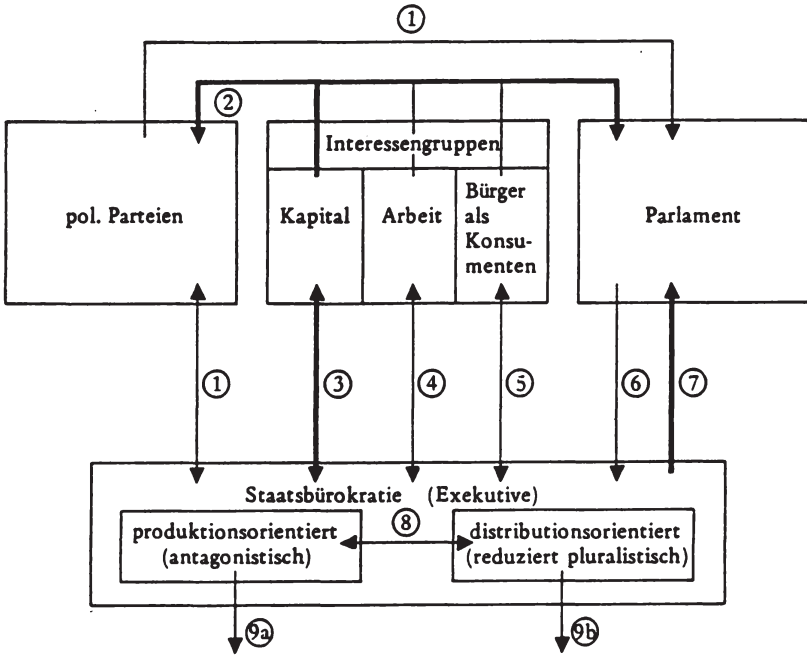 1
2
Interessengruppen
pol. Parteien
Kapital
Arbeit
Bürger
als
Konsu-
menten
Parlament
1
3
4
5
6
7
Staatsbürokratie (Exekutive)
produktionsorientiert
(antagonistisch)
8
distributionsorientiert
(reduziert pluralistisch)
9a
9b